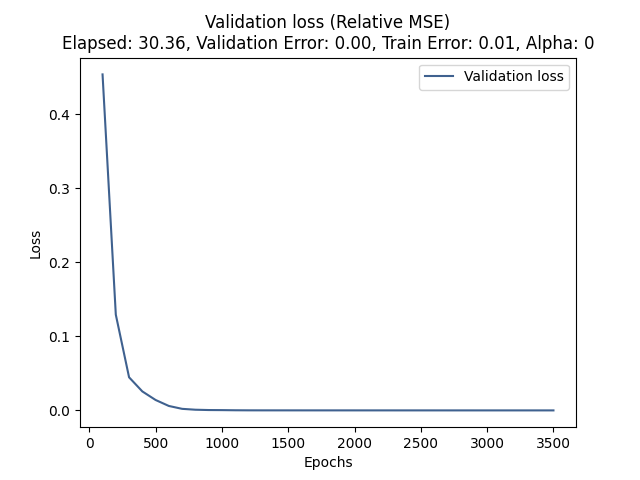 Validation loss (Relative MSE)
Elapsed: 30.36, Validation Error: 0.00, Train Error: 0.01, Alpha: 0
Validation loss
0.4
0.3
0.2
0.1
0.0
Loss
0 500 1000 1500 2000 2500 3000 3500
Epochs